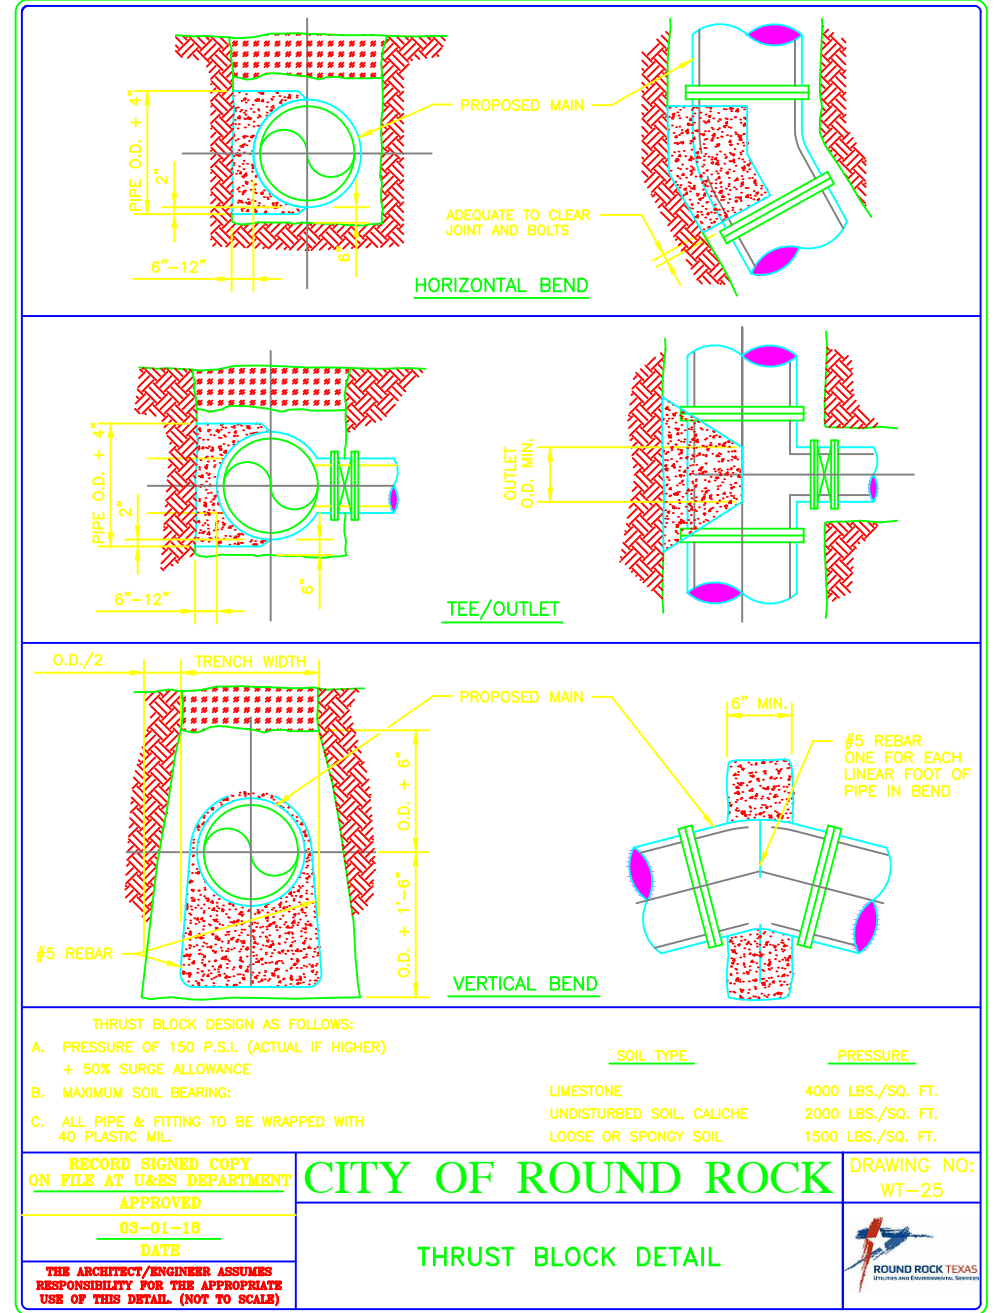 PIPE O.D. + 4"
2"
6"-12"
6"
PROPOSED MAIN
ADEQUATE TO CLEAR
JOINT AND BOLTS
HORIZONTAL BEND
PIPE O.D. + 4"
2"
6"-12"
6"
OUTLET
O.D. MIN.
TEE/OUTLET
O.D./2
TRENCH WIDTH
PROPOSED MAIN
6" MIN.
#5 REBAR
ONE FOR EACH
LINEAR FOOT OF
PIPE IN BEND
O.D. + 6"
O.D. + 1'-6"
#5 REBAR
VERTICAL BEND
THRUST BLOCK DESIGN AS FOLLOWS:
A. PRESSURE OF 150 P.S.I. (ACTUAL IF HIGHER)
+ 50% SURGE ALLOWANCE
B. MAXIMUM SOIL BEARING:
C. ALL PIPE & FITTING TO BE WRAPPED WITH
40 PLASTIC MIL.
SOIL TYPE PRESSURE
LIMESTONE 4000 LBS./SQ. FT.
UNDISTURBED SOIL, CALICHE 2000 LBS./SQ. FT.
LOOSE OR SPONGY SOIL 1500 LBS./SQ. FT.
RECORD SIGNED COPY
ON FILE AT U&ES DEPARTMENT
APPROVED
03-01-18
DATE
THE ARCHITECT/ENGINEER ASSUMES
RESPONSIBILITY FOR THE APPROPRIATE
USE OF THIS DETAIL. (NOT TO SCALE)
CITY OF ROUND ROCK
THRUST BLOCK DETAIL
DRAWING NO:
WT-25
ROUND ROCK TEXAS
UTILITIES AND ENVIRONMENTAL SERVICES